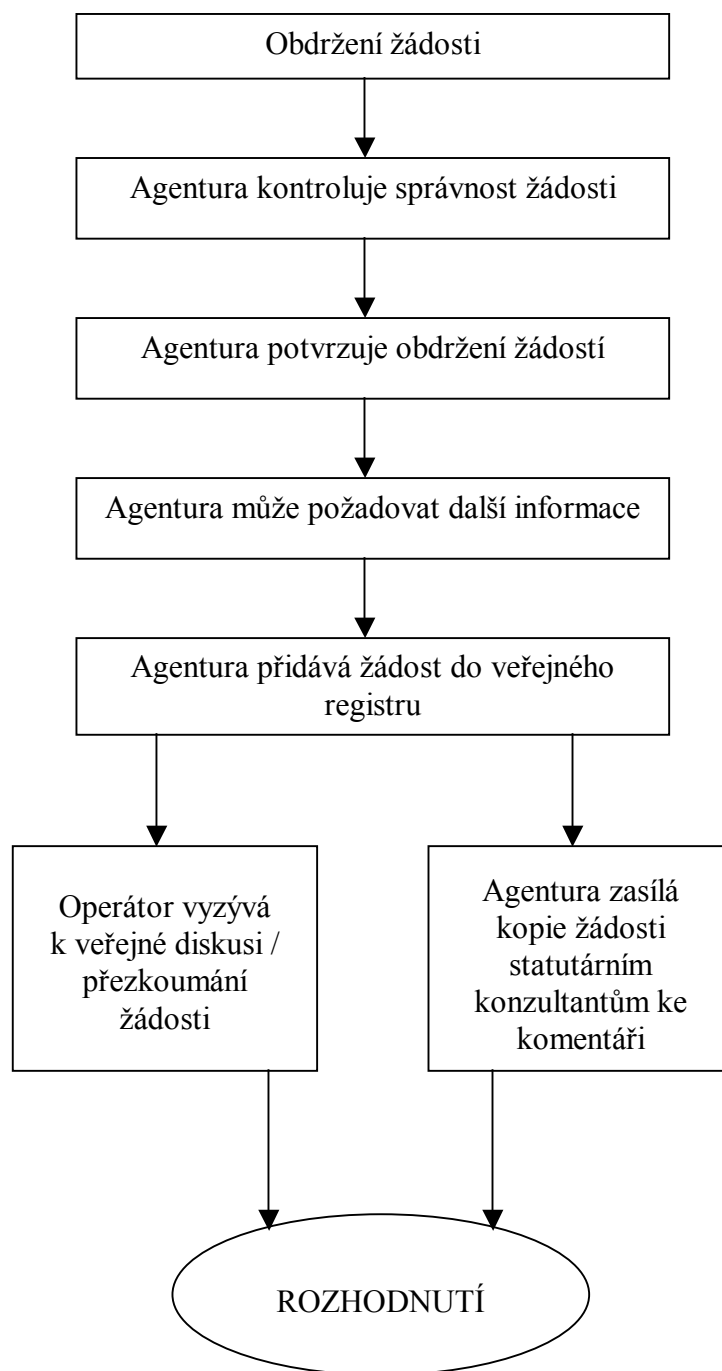 Obdržení žádosti
Agentura kontroluje správnost žádosti
Agentura potvrzuje obdržení žádostí
Agentura může požadovat další informace
Agentura přidává žádost do veřejného
registru
Operátor vyzývá
k veřejné diskusi /
přezkoumání
žádosti
Agentura zasílá
kopie žádosti
statutárním
konzultantům ke
komentáři
ROZHODNUTÍ